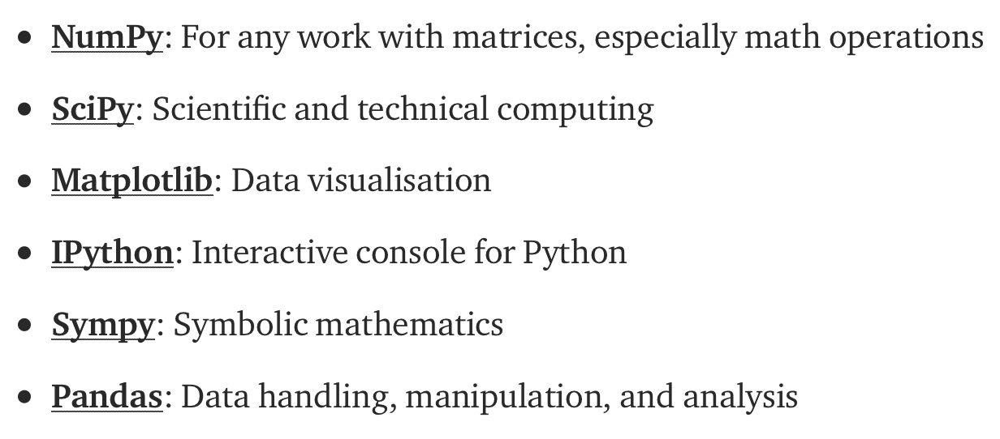 • NumPy: For any work with matrices, especially math operations
• SciPy: Scientific and technical computing
• Matplotlib: Data visualisation
• IPython: Interactive console for Python
• Sympy: Symbolic mathematics
• Pandas: Data handling, manipulation, and analysis